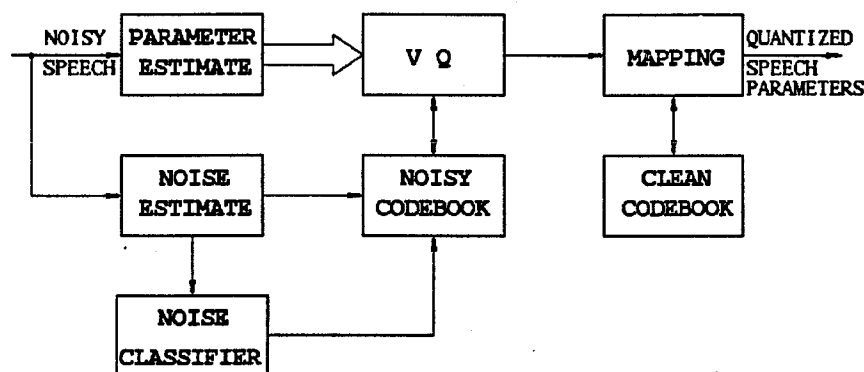 NOISY
SPEECH
PARAMETER
ESTIMATE
V Q
MAPPING
QUANTIZED
SPEECH
PARAMETERS
NOISE
ESTIMATE
NOISY
CODEBOOK
CLEAN
CODEBOOK
NOISE
CLASSIFIER